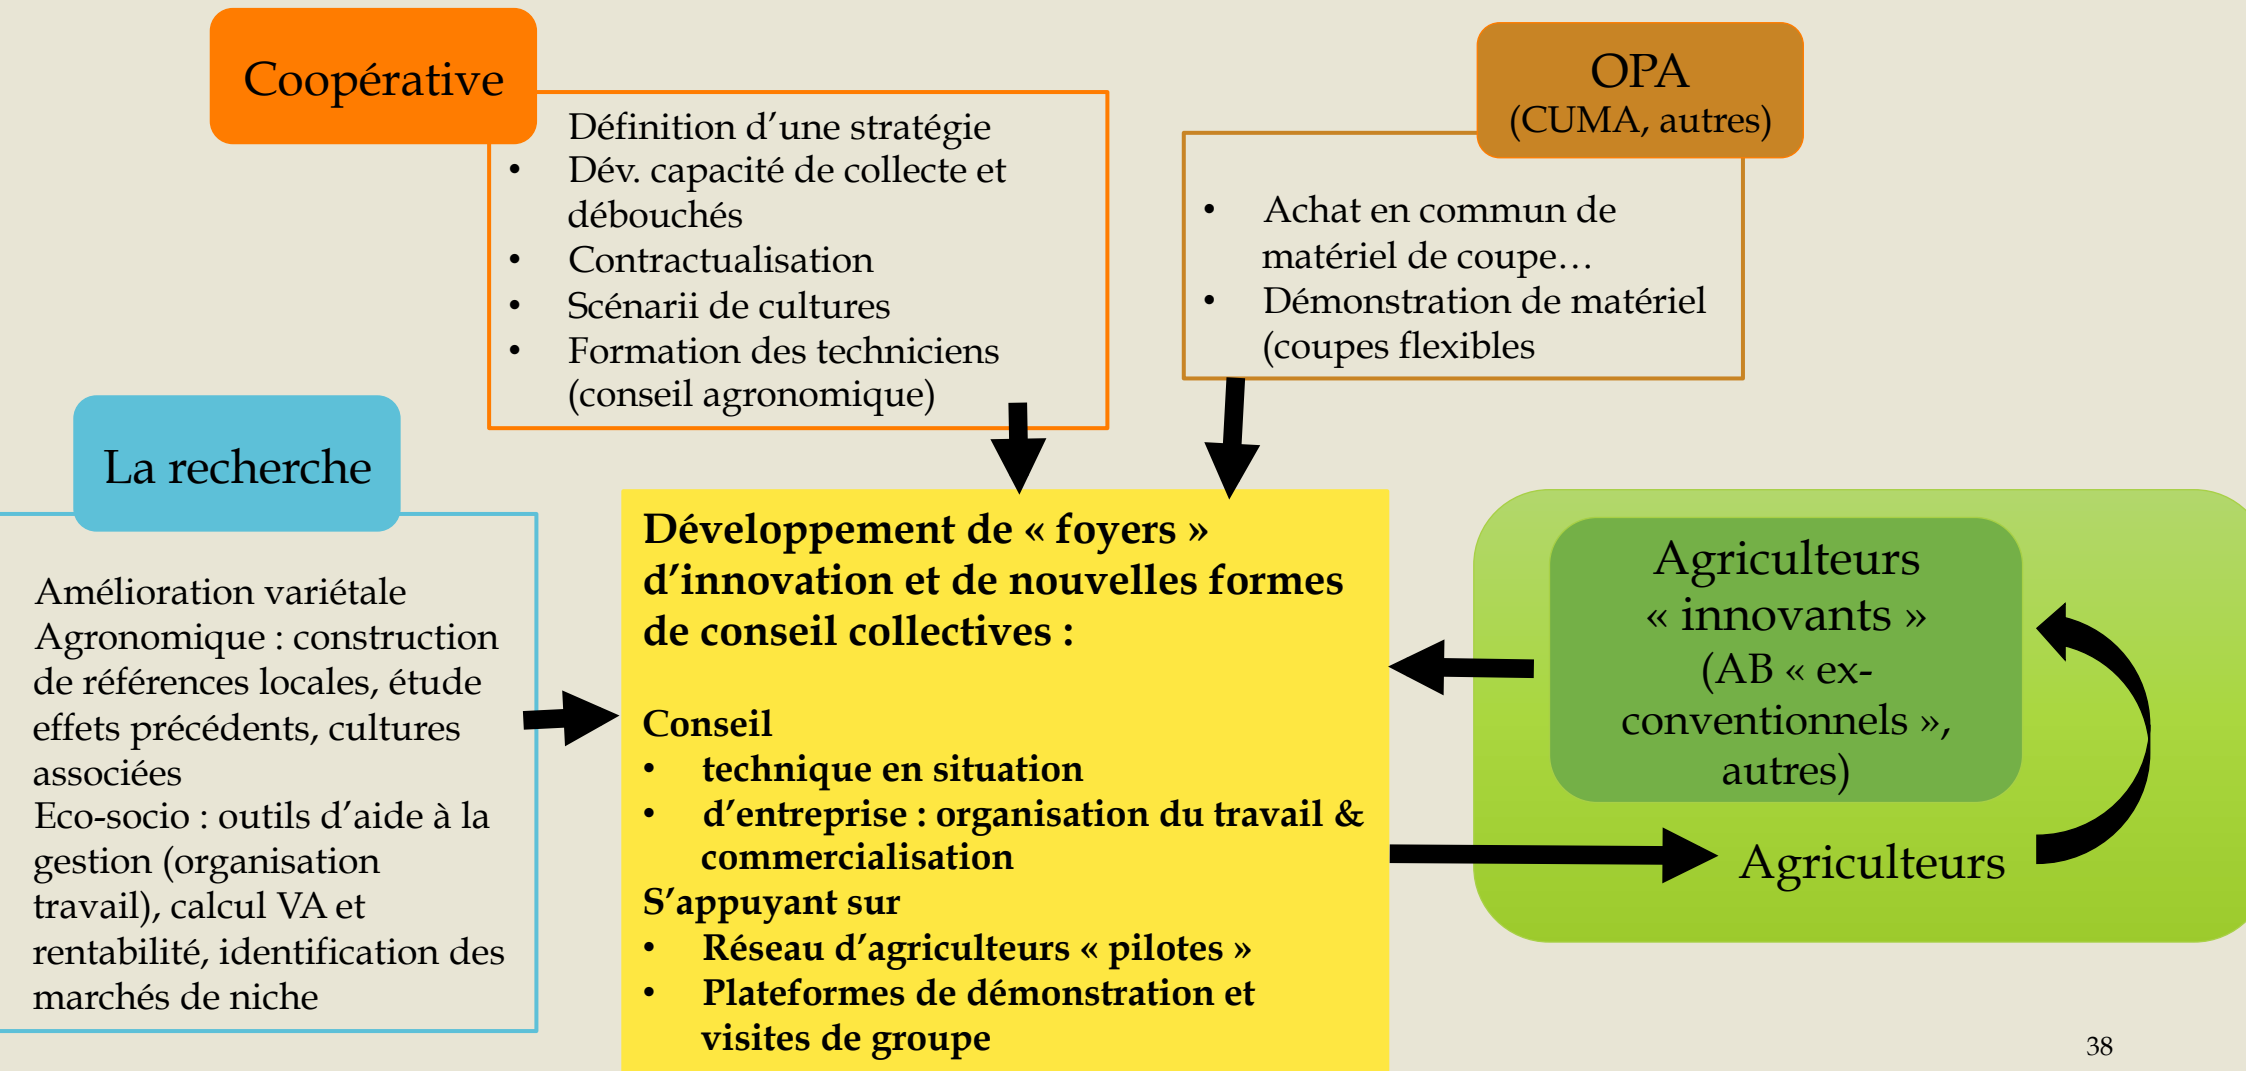 Coopérative
Définition d’une stratégie
• Dév. capacité de collecte et
débouchés
• Contractualisation
• Scénarii de cultures
• Formation des techniciens
(conseil agronomique)
OPA
(CUMA, autres)
• Achat en commun de
matériel de coupe…
• Démonstration de matériel
(coupes flexibles
La recherche
Amélioration variétale
Agronomique : construction
de références locales, étude
effets précédents, cultures
associées
Eco-socio : outils d’aide à la
gestion (organisation
travail), calcul VA et
rentabilité, identification des
marchés de niche
Développement de « foyers »
d’innovation et de nouvelles formes
de conseil collectives :
Conseil
• technique en situation
• d’entreprise : organisation du travail &
commercialisation
S’appuyant sur
• Réseau d’agriculteurs « pilotes »
• Plateformes de démonstration et
visites de groupe
Agriculteurs
« innovants »
(AB « ex-
conventionnels »,
autres)
Agriculteurs
38